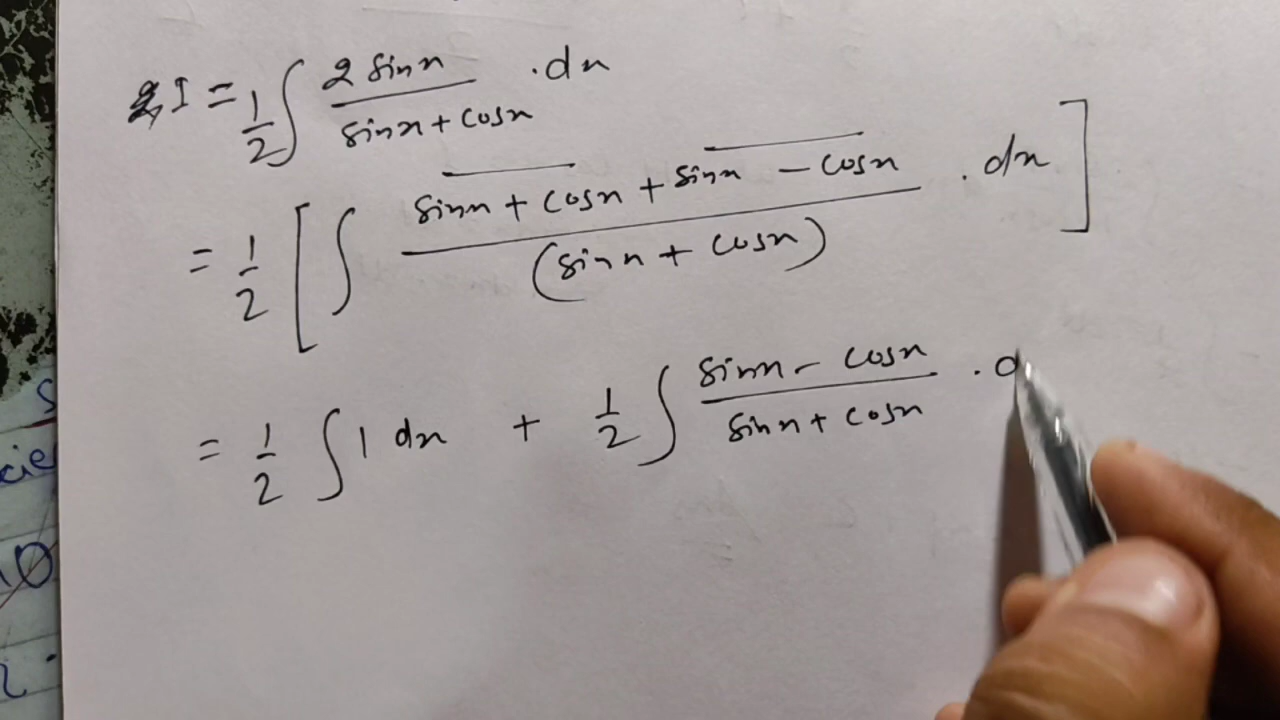 I = 1/2 ∫ 2 sinx / (sinx + cosx) .dx
= 1/2 [ ∫ sinx + cosx + sinx - cosx / (sinx + cosx) . dx ]
= 1/2 ∫ 1 dx + 1/2 ∫ sinx - cosx / sinx + cosx . d